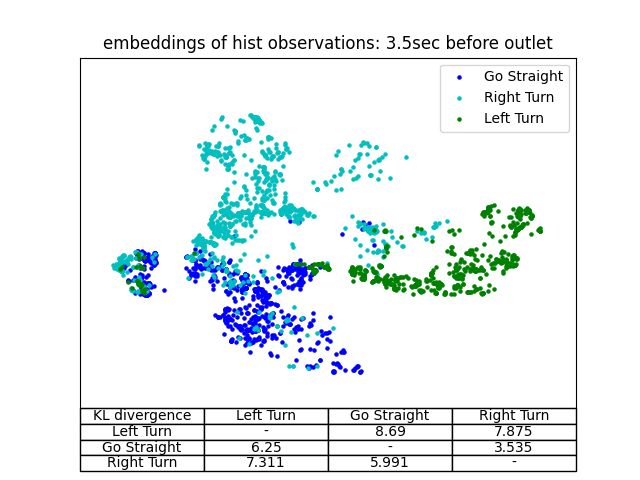 embeddings of hist observations: 3.5sec before outlet
Go Straight
Right Turn
Left Turn
KL divergence Left Turn Go Straight Right Turn
Left Turn - 8.69 7.875
Go Straight 6.25 - 3.535
Right Turn 7.311 5.991 -